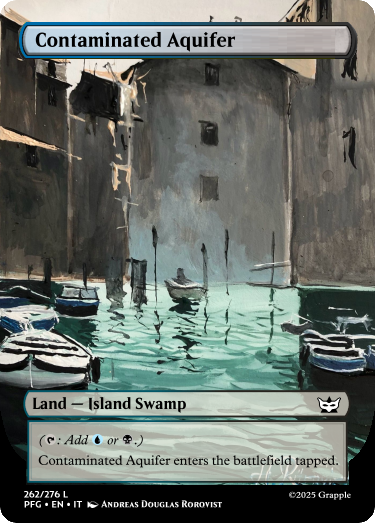 Contaminated Aquifer
Land — Island Swamp
( : Add or .)
Contaminated Aquifer enters the battlefield tapped.
262/276 L
PFG • EN • IT Andreas Douglas Rorqvist
©2025 Grapple